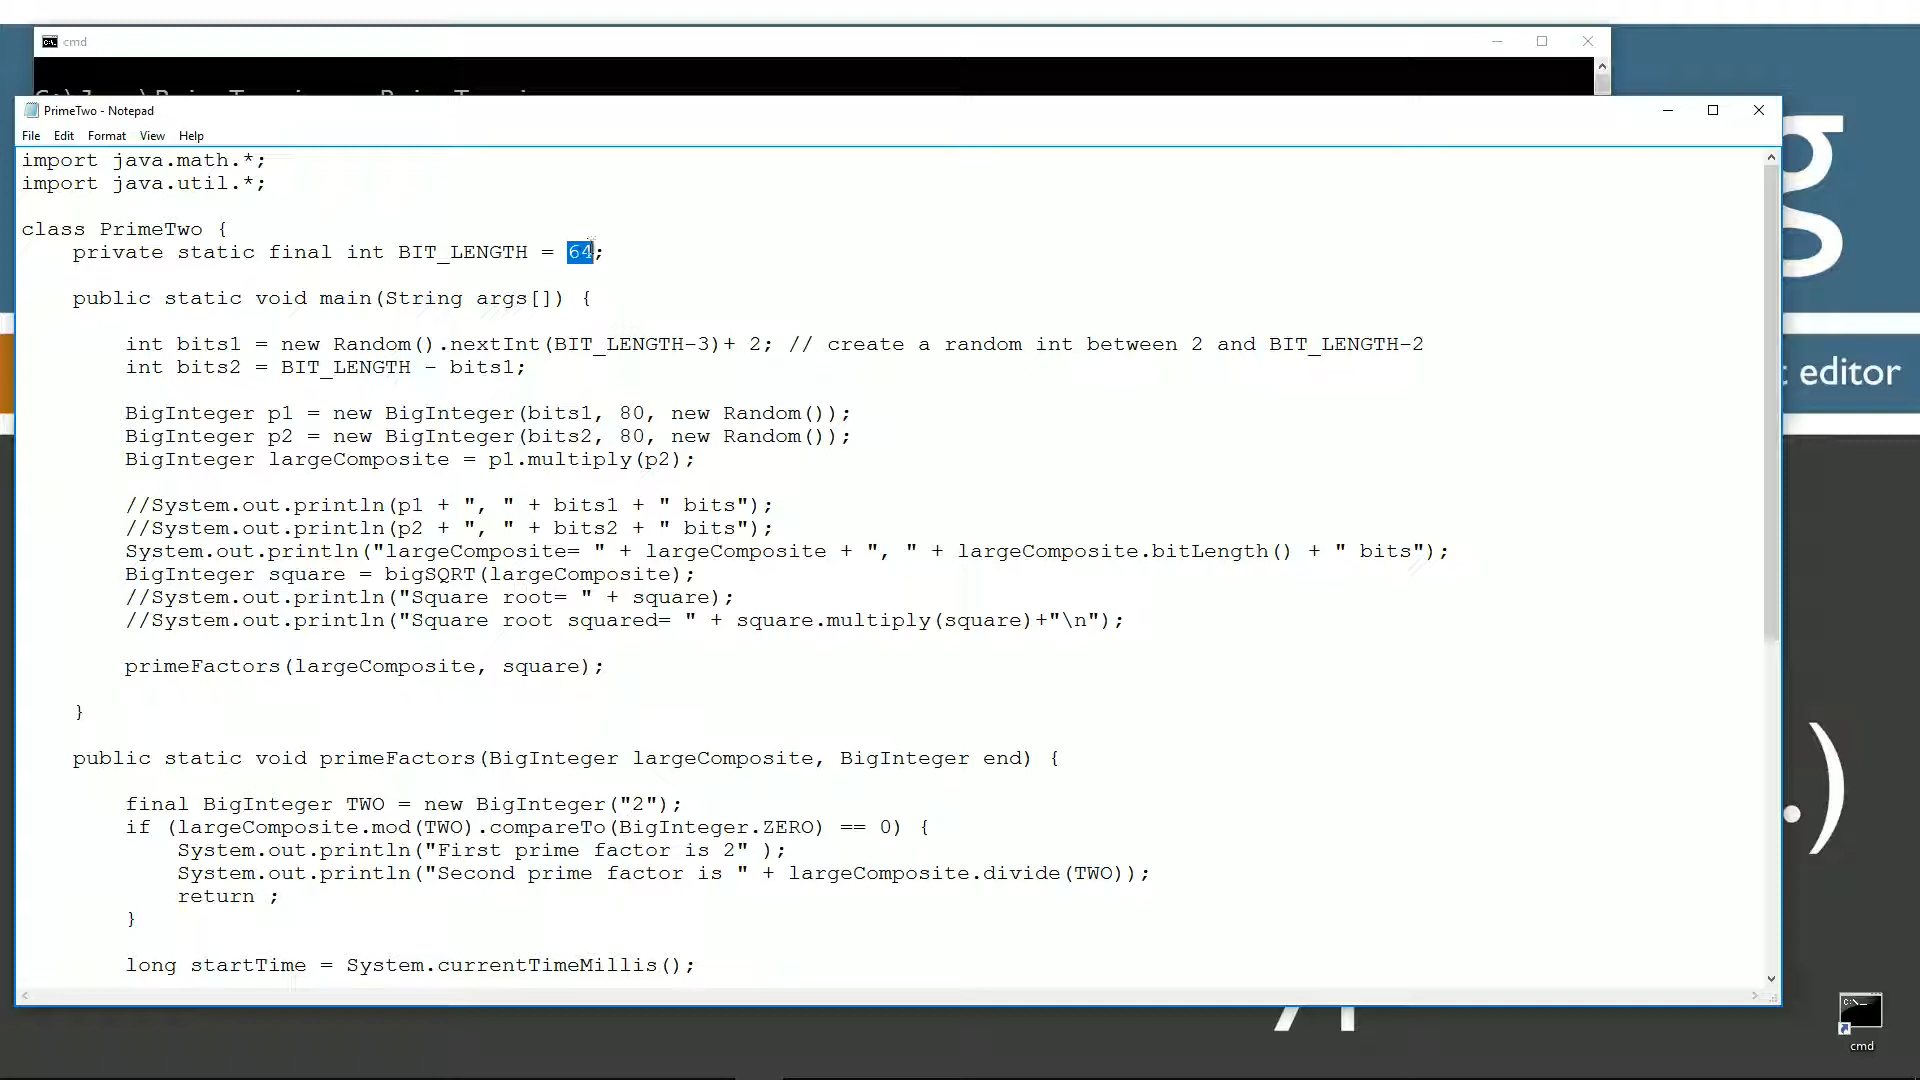 cmd
PrimeTwo - Notepad
File Edit Format View Help
import java.math.*;
import java.util.*;
class PrimeTwo {
private static final int BIT_LENGTH = 64;
public static void main(String args[]) {
int bits1 = new Random().nextInt(BIT_LENGTH-3)+ 2; // create a random int between 2 and BIT_LENGTH-2
int bits2 = BIT_LENGTH - bits1;
BigInteger p1 = new BigInteger(bits1, 80, new Random());
BigInteger p2 = new BigInteger(bits2, 80, new Random());
BigInteger largeComposite = p1.multiply(p2);
//System.out.println(p1 + ", " + bits1 + " bits");
//System.out.println(p2 + ", " + bits2 + " bits");
System.out.println("largeComposite= " + largeComposite + ", " + largeComposite.bitLength() + " bits");
BigInteger square = bigSQRT(largeComposite);
//System.out.println("Square root= " + square);
//System.out.println("Square root squared= " + square.multiply(square)+"\n");
primeFactors(largeComposite, square);
}
public static void primeFactors(BigInteger largeComposite, BigInteger end) {
final BigInteger TWO = new BigInteger("2");
if (largeComposite.mod(TWO).compareTo(BigInteger.ZERO) == 0) {
System.out.println("First prime factor is 2" );
System.out.println("Second prime factor is " + largeComposite.divide(TWO));
return ;
}
long startTime = System.currentTimeMillis();
g
editor
.)
cmd